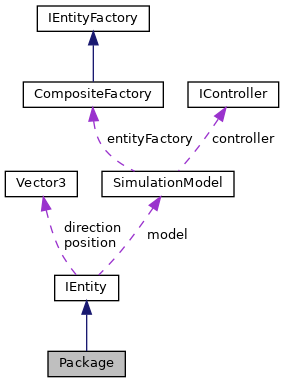 IEntityFactory
CompositeFactory
IController
entityFactory
controller
Vector3
SimulationModel
direction
position
model
IEntity
Package